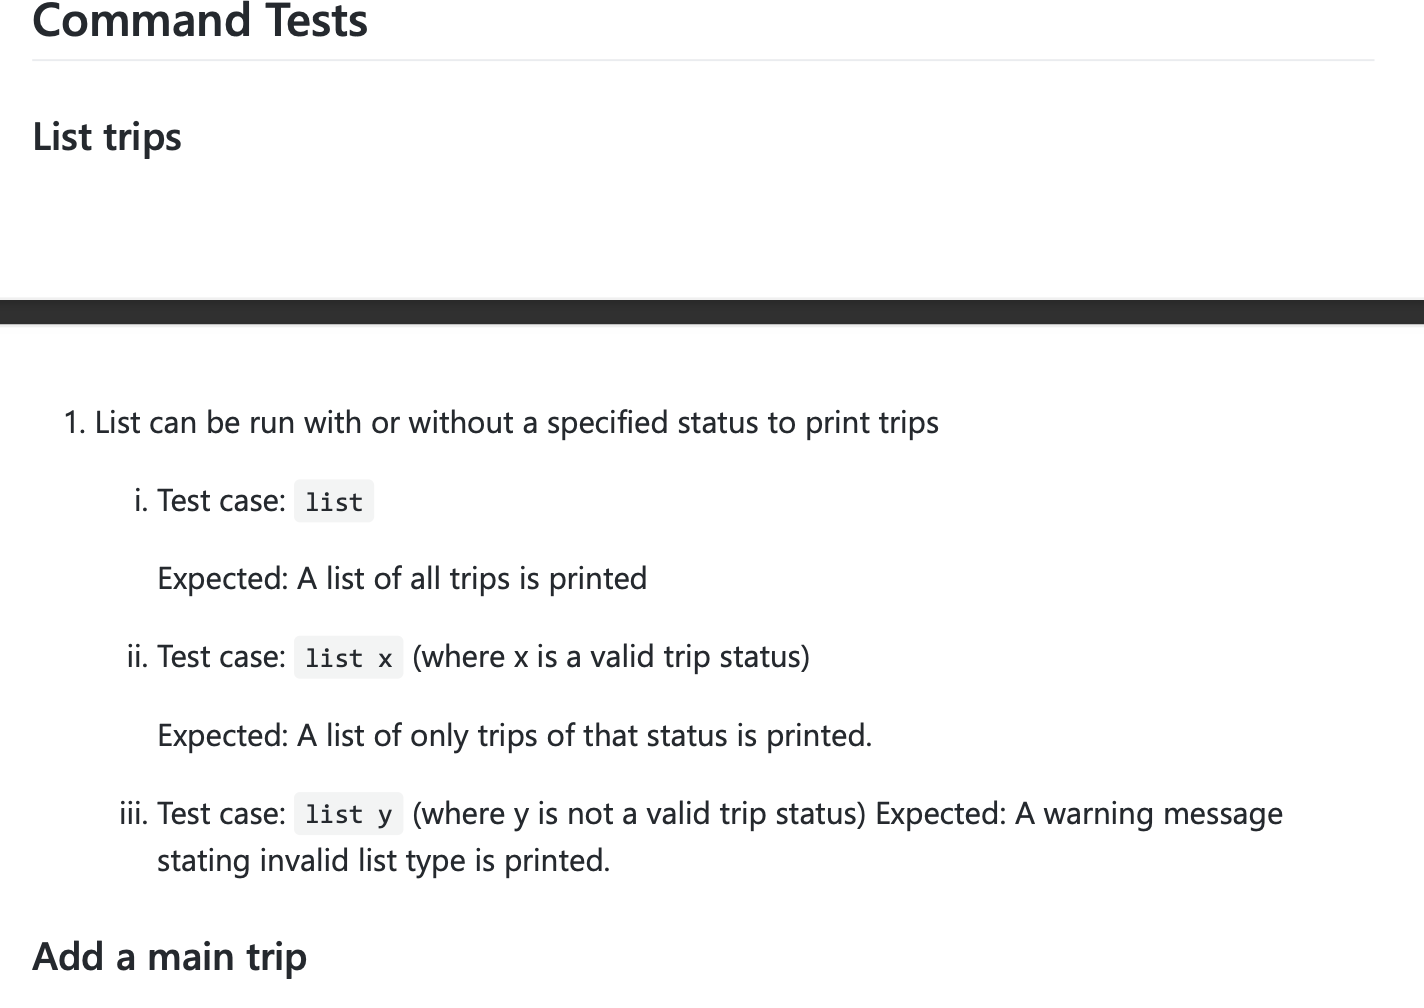 Command Tests
List trips
1. List can be run with or without a specified status to print trips
i. Test case: list
Expected: A list of all trips is printed
ii. Test case: list x (where x is a valid trip status)
Expected: A list of only trips of that status is printed.
iii. Test case: list y (where y is not a valid trip status) Expected: A warning message
stating invalid list type is printed.
Add a main trip